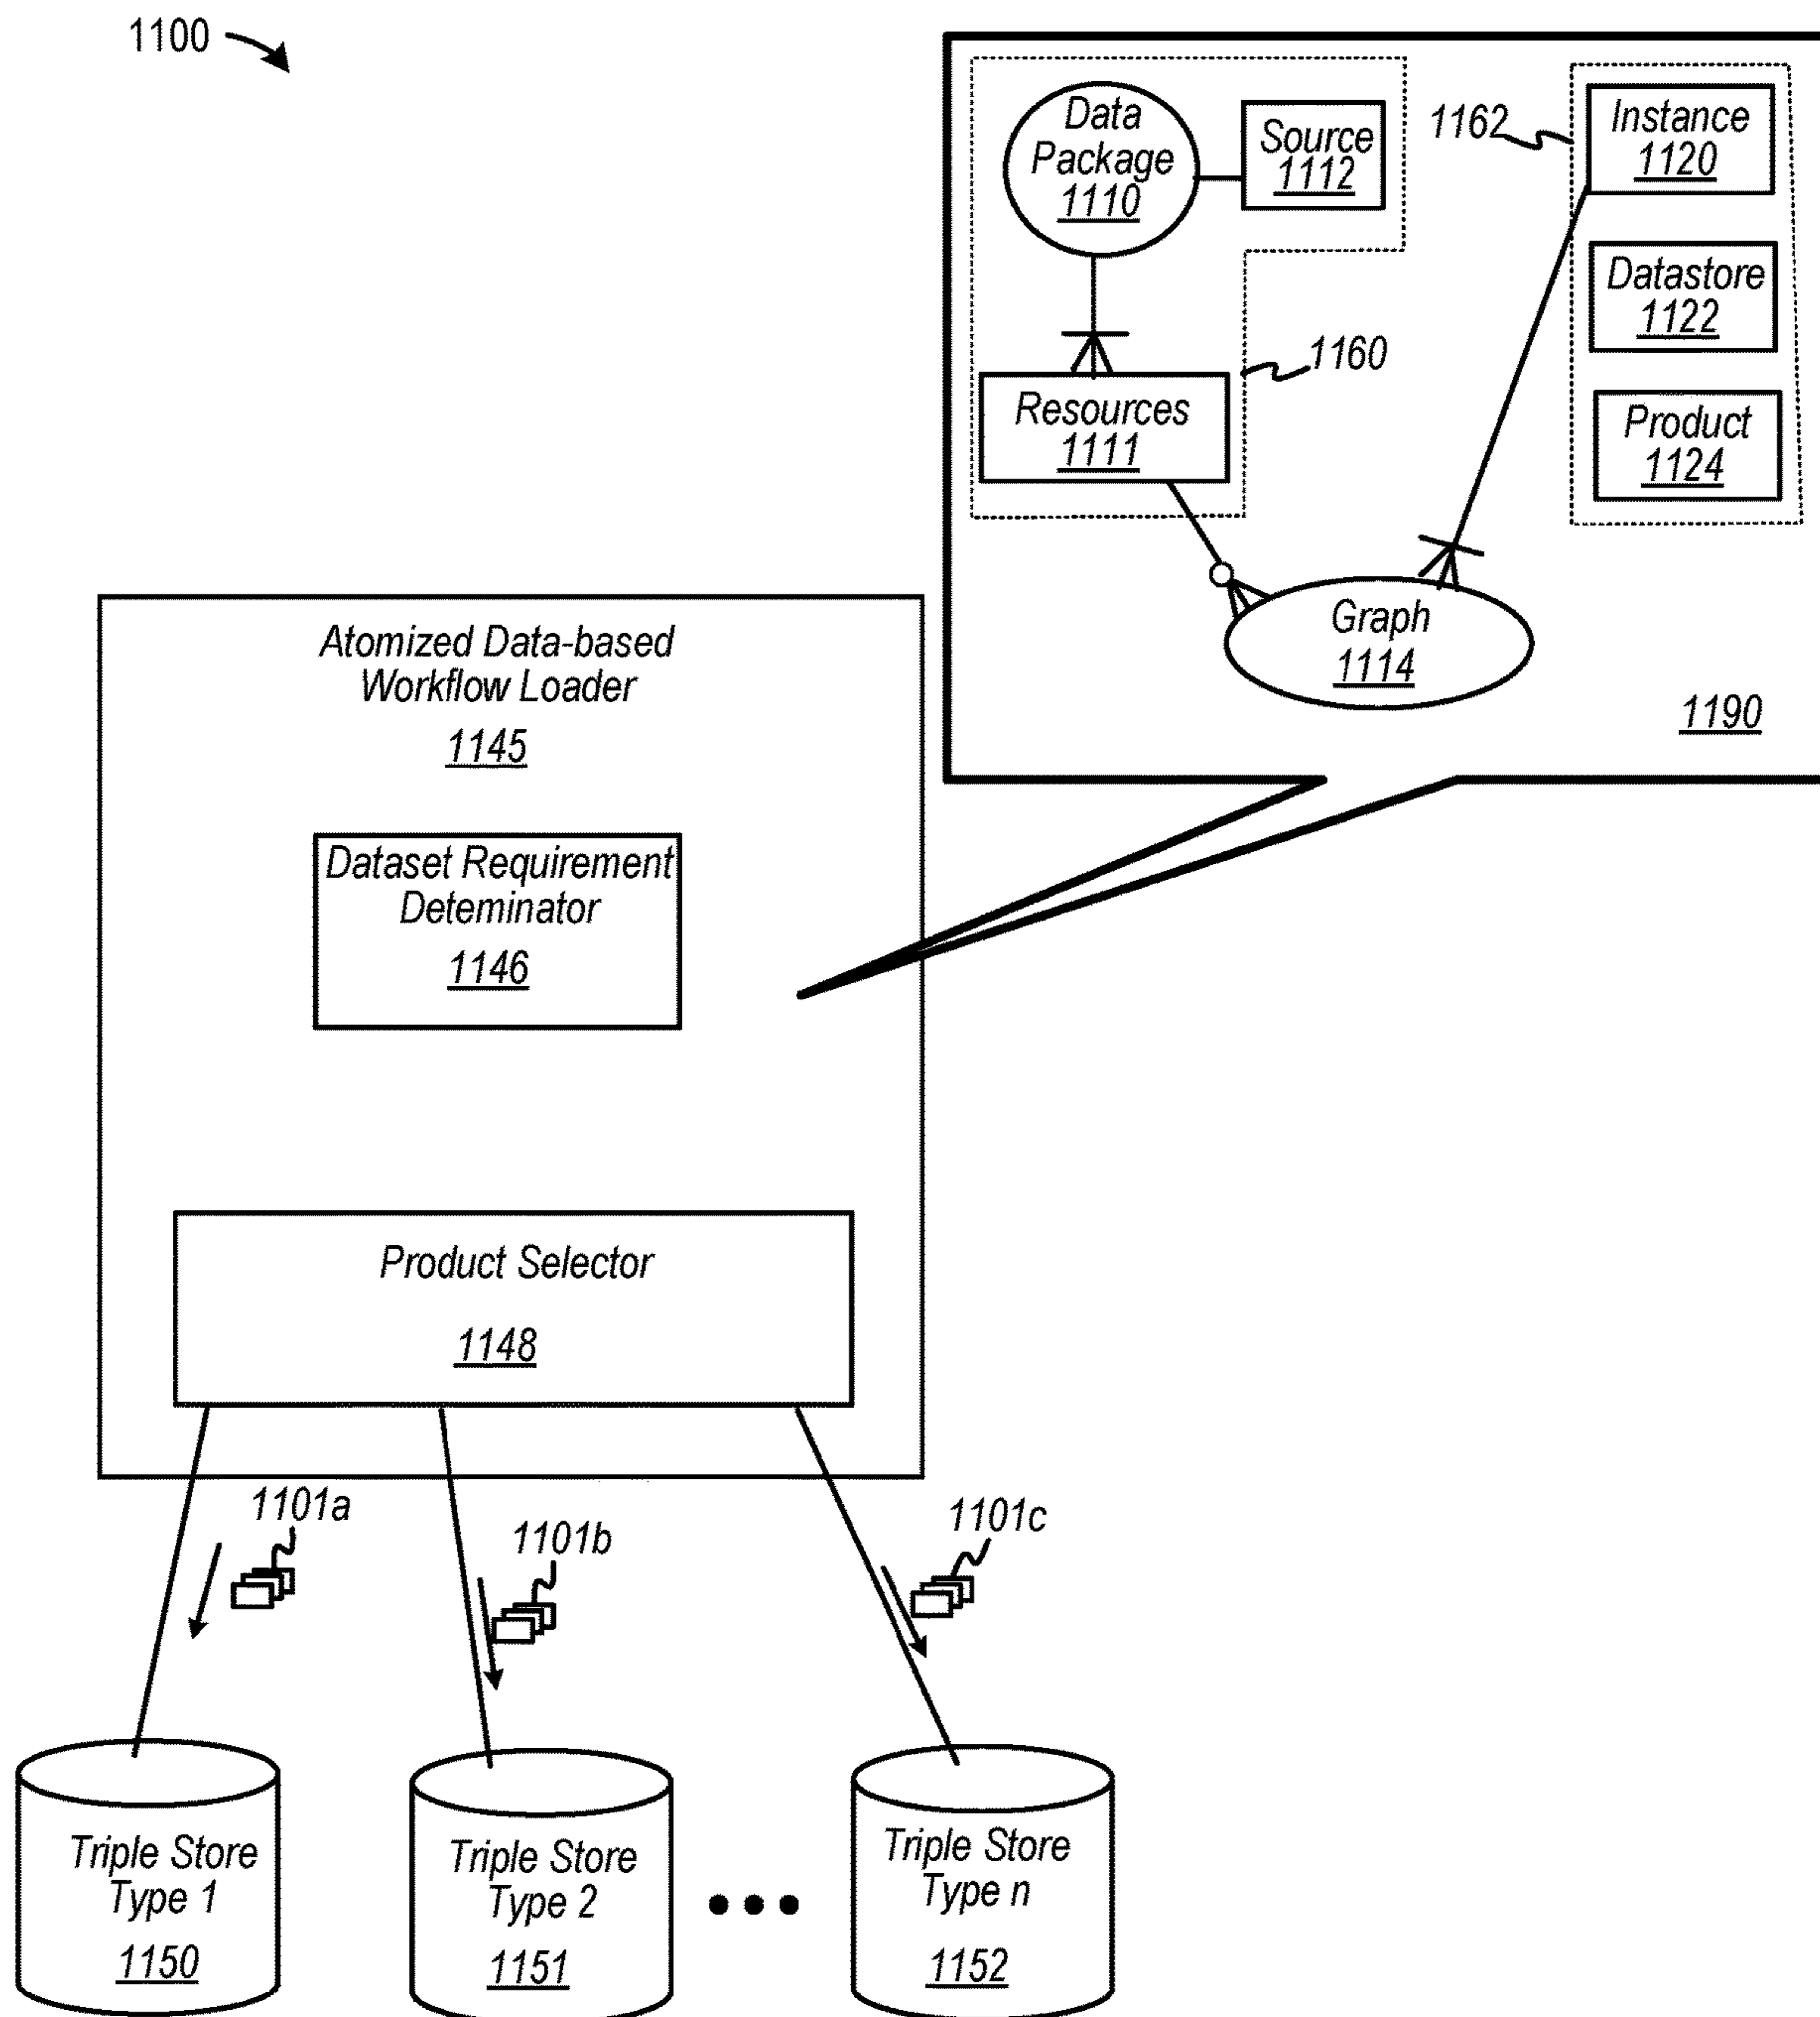 1100
Data
Package
1110
Source
1112
1162
Instance
1120
Datastore
1122
Product
1124
1160
Resources
1111
Graph
1114
1190
Atomized Data-based
Workflow Loader
1145
Dataset Requirement
Deteminator
1146
Product Selector
1148
1101a
1101b
1101c
Triple Store
Type 1
1150
Triple Store
Type 2
1151
Triple Store
Type n
1152